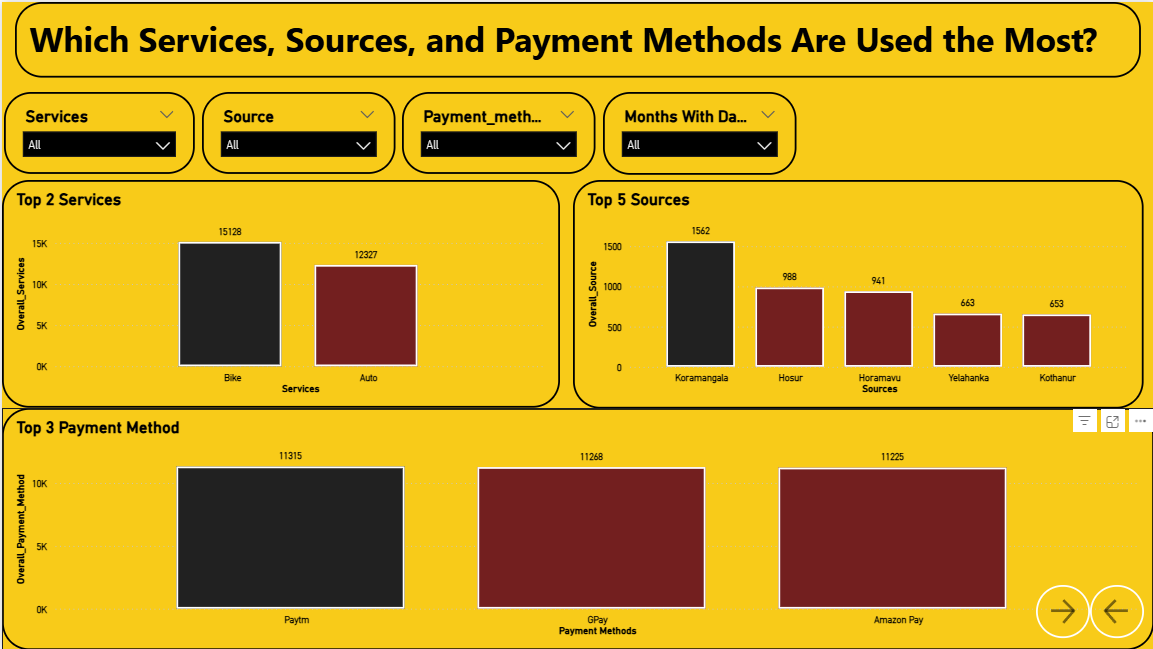 Which Services, Sources, and Payment Methods Are Used the Most?
Services
All
Source
All
Payment_meth...
All
Months With Da...
All
Top 2 Services
Overall_Services
15K
10K
5K
0K
15128
12327
Bike
Auto
Services
Top 5 Sources
Overall_Source
1500
1000
500
0
1562
988
941
663
653
Koramangala
Hosur
Horamavu
Yelahanka
Kothanur
Sources
Top 3 Payment Method
Overall_Payment_Method
10K
5K
0K
11315
11268
11225
Paytm
GPay
Amazon Pay
Payment Methods